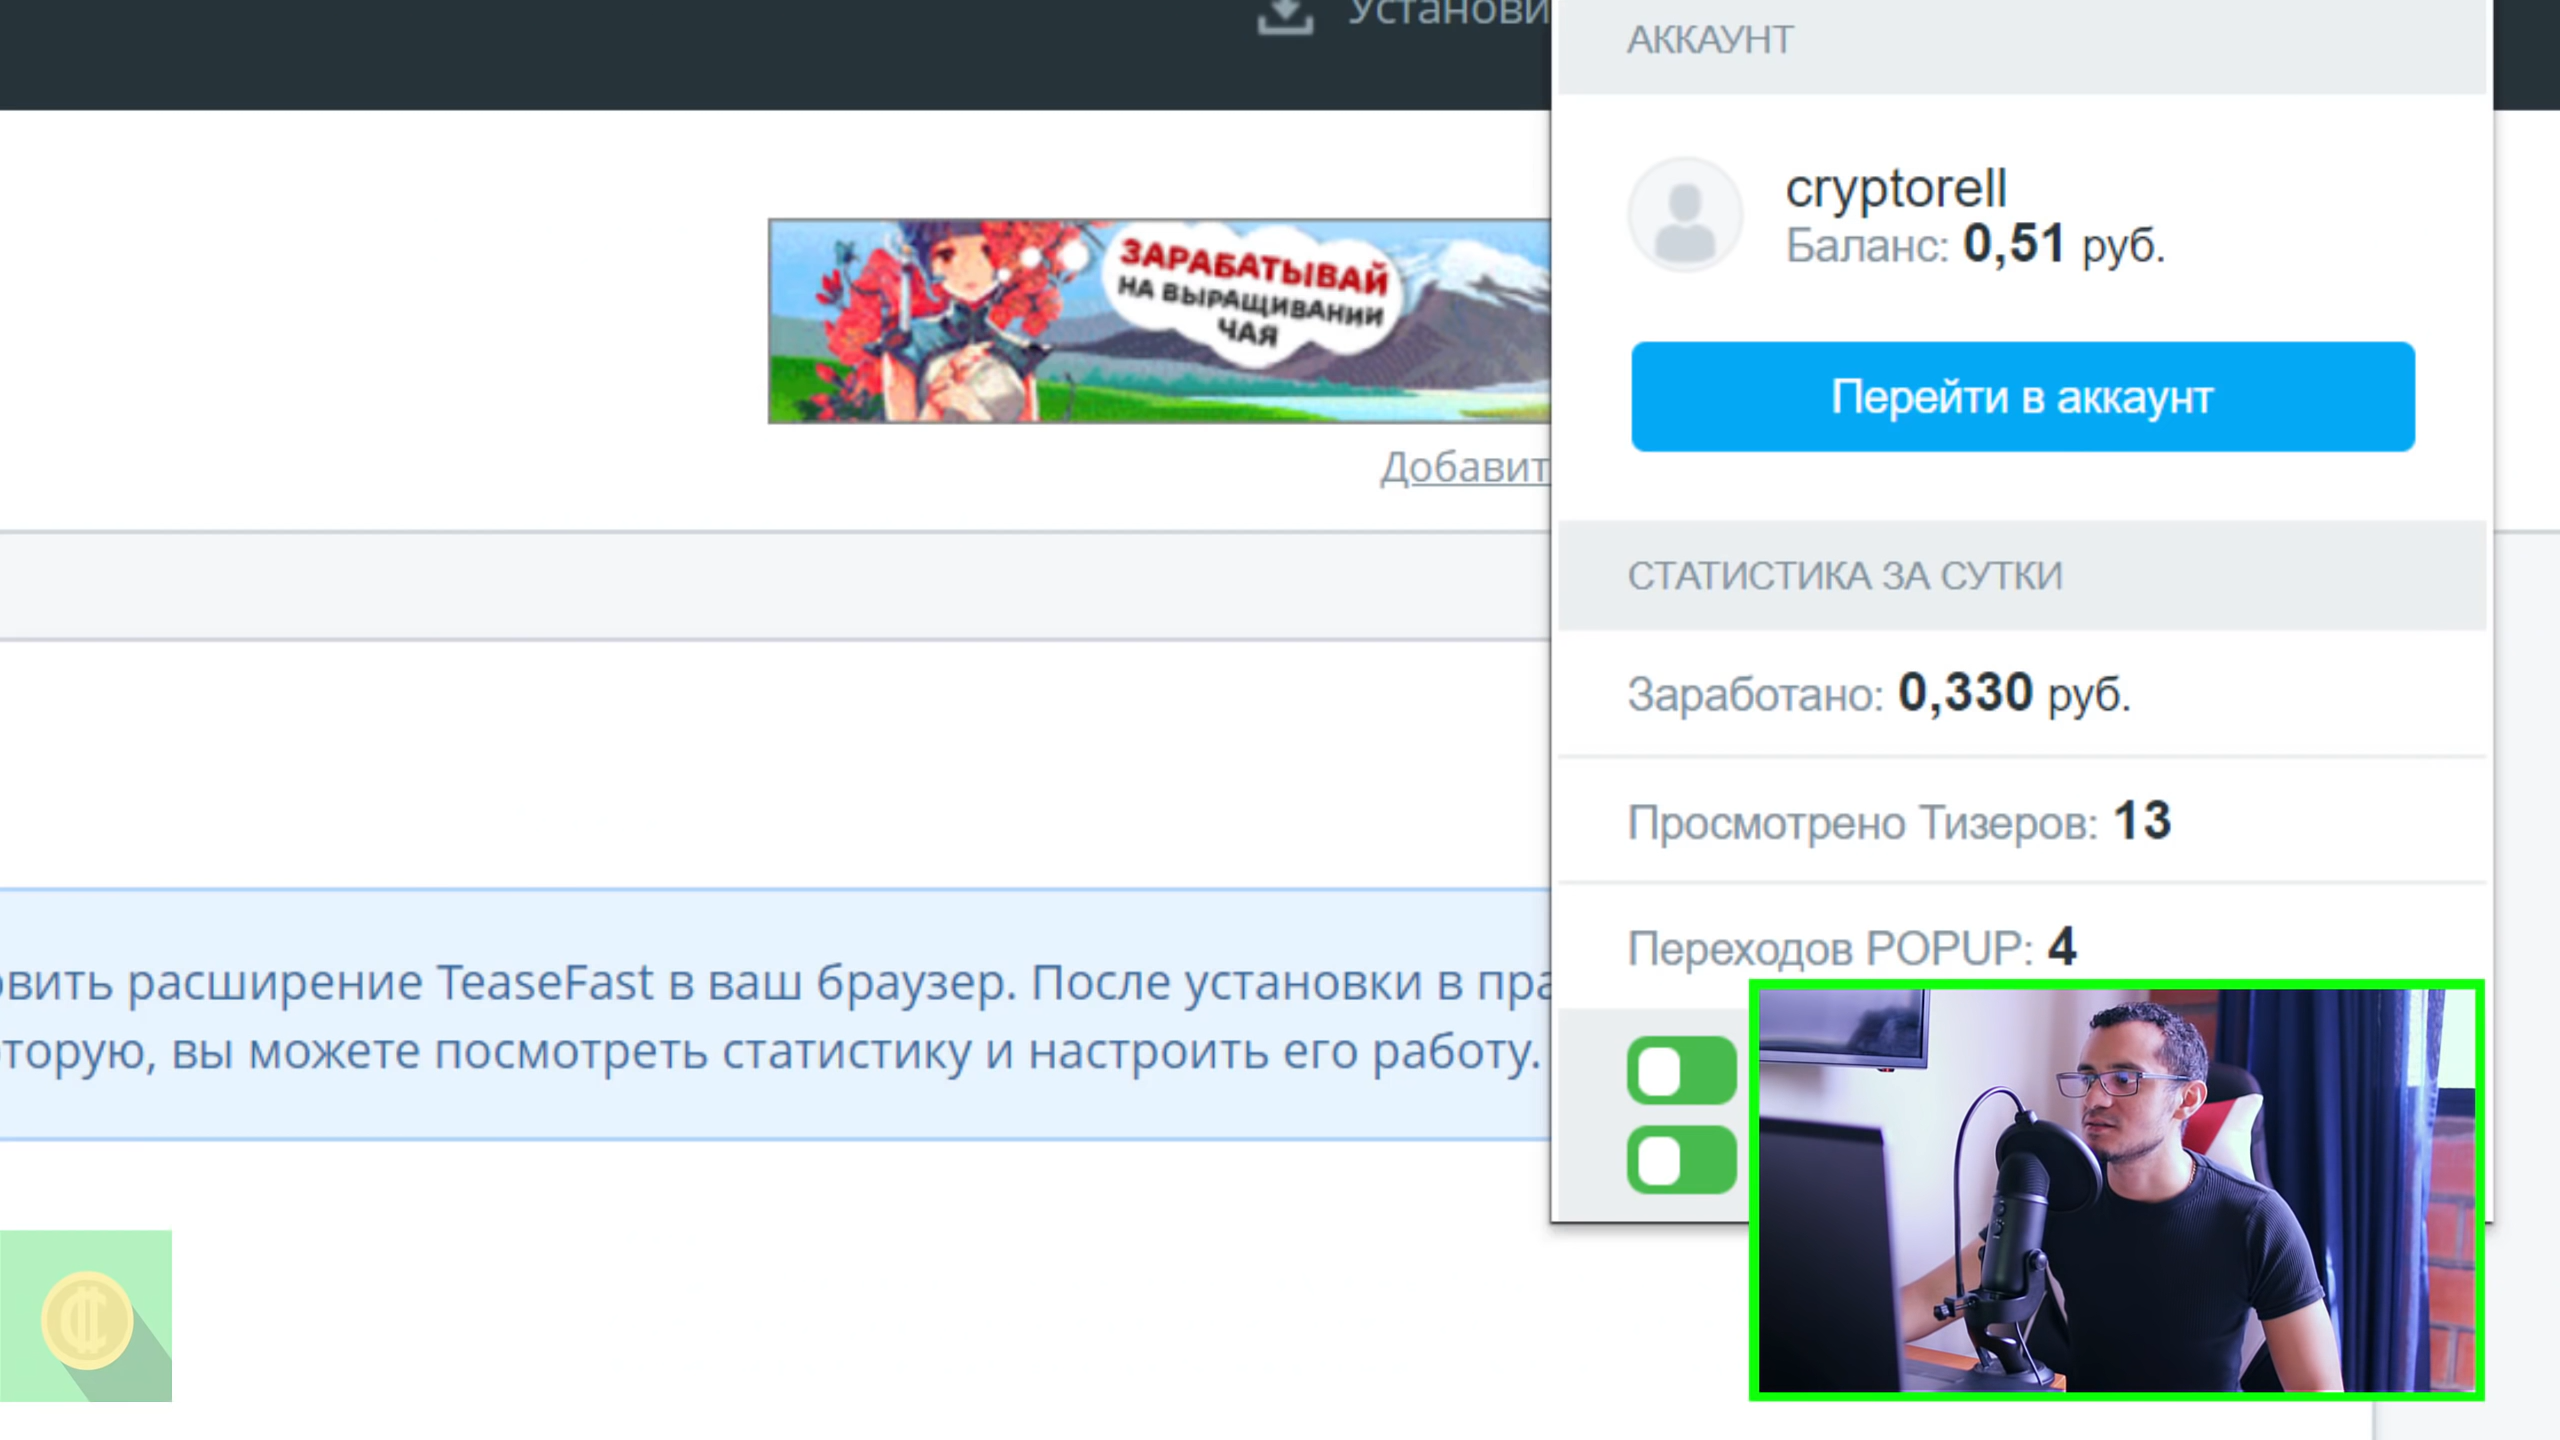 Установи
АККАУНТ
cryptorell
Баланс: 0,51 руб.
ЗАРАБАТЫВАЙ
НА ВЫРАЩИВАНИИ
ЧАЯ
Перейти в аккаунт
Добавит
СТАТИСТИКА ЗА СУТКИ
Заработано: 0,330 руб.
Просмотрено Тизеров: 13
Переходов POPUP: 4
овить расширение TeaseFast в ваш браузер. После установки в пра
оторую, вы можете посмотреть статистику и настроить его работу.